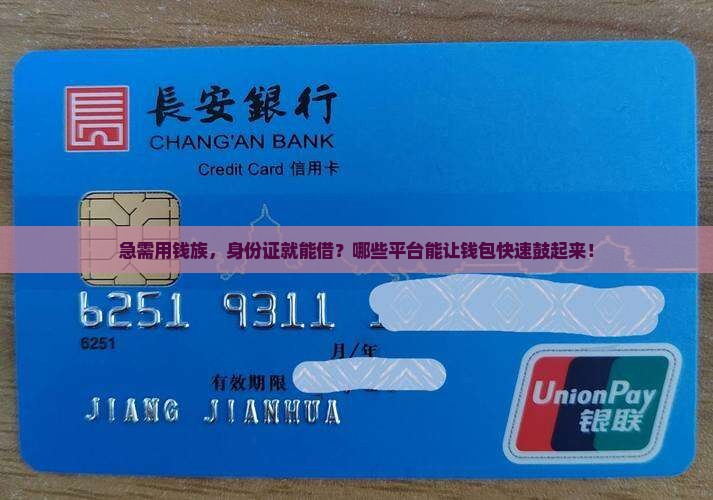 長安銀行
CHANG'AN BANK
Credit Card 信用卡
急需用钱族，身份证就能借？哪些平台能让钱包快速鼓起来！
6251 9311
6251
月/年
有效期限
JIANG JIANHUA
UnionPay
银联